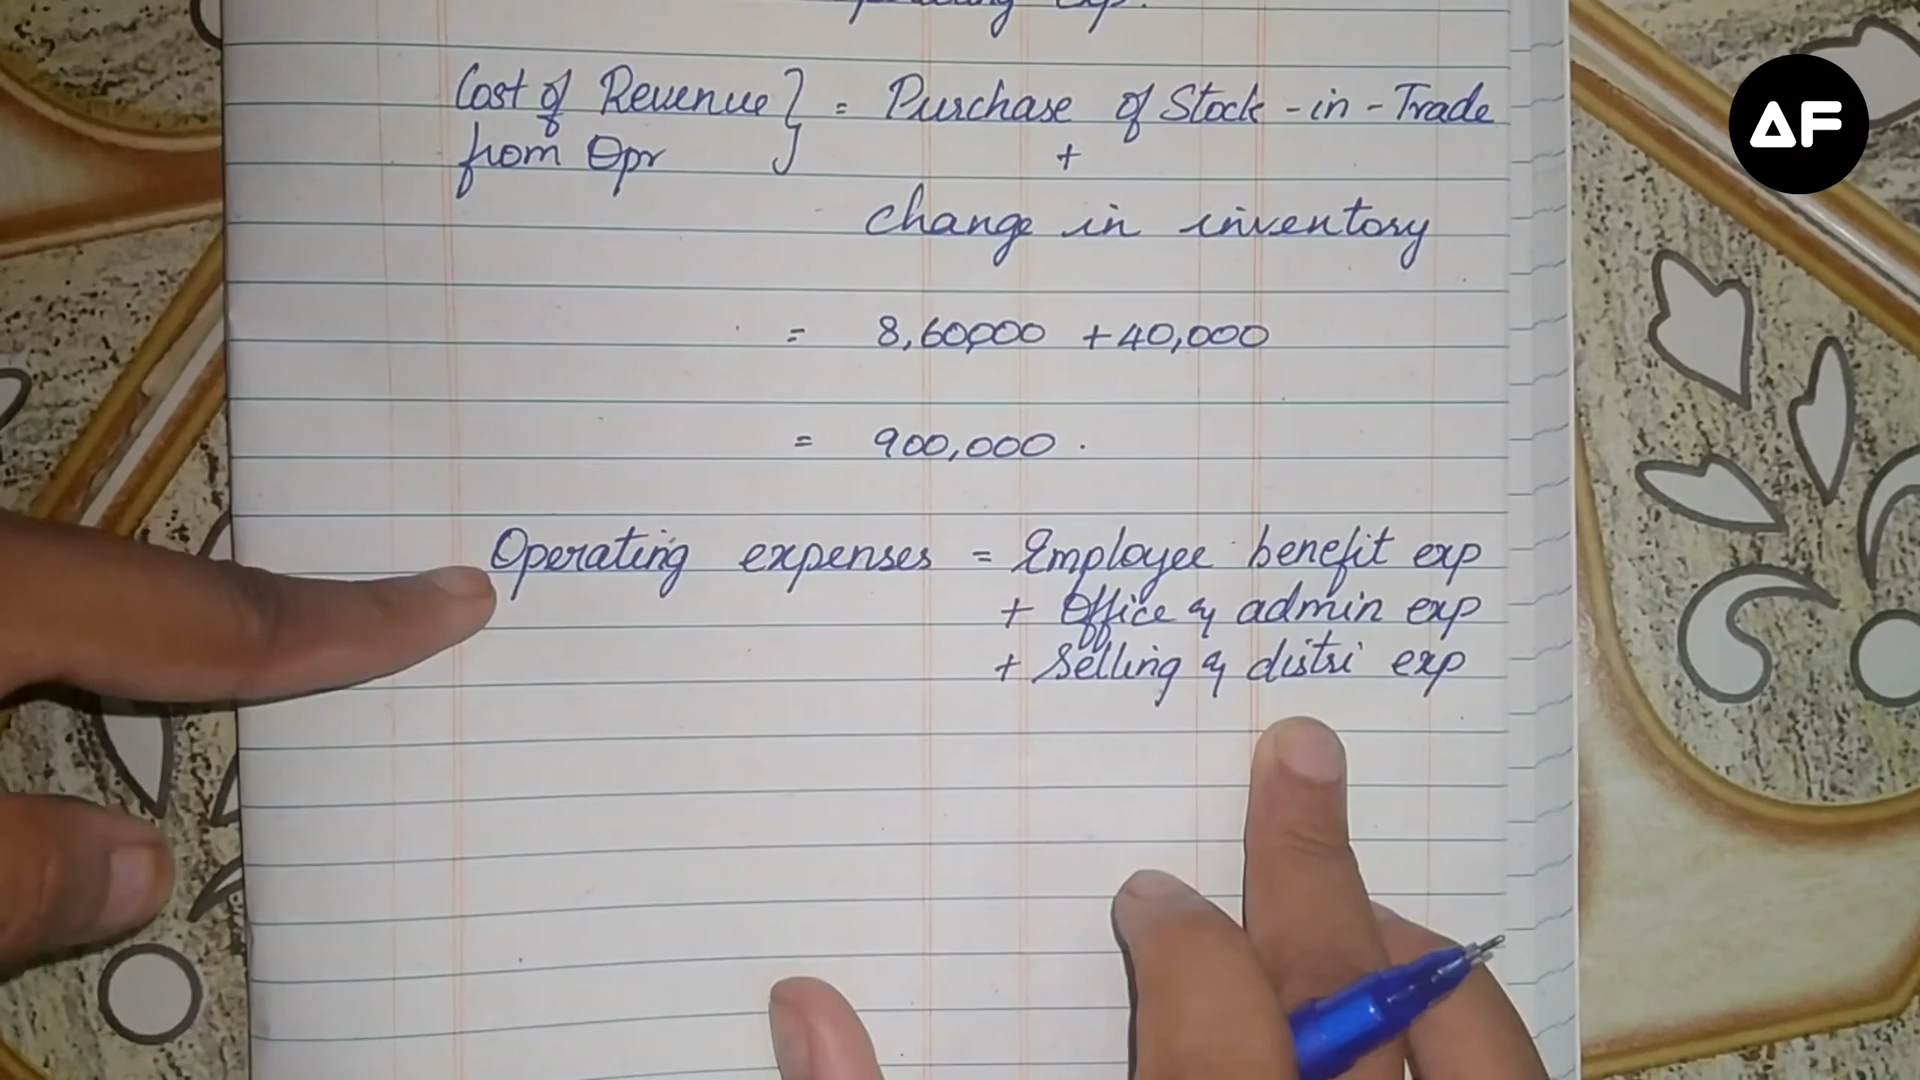 exp.
Cost of Revenue } = Purchase of Stock-in-Trade
from Opr +
change in inventory
= 8,60,000 + 40,000
= 900,000.
Operating expenses = Employee benefit exp
+ Office & admin exp
+ Selling & distri exp
AF